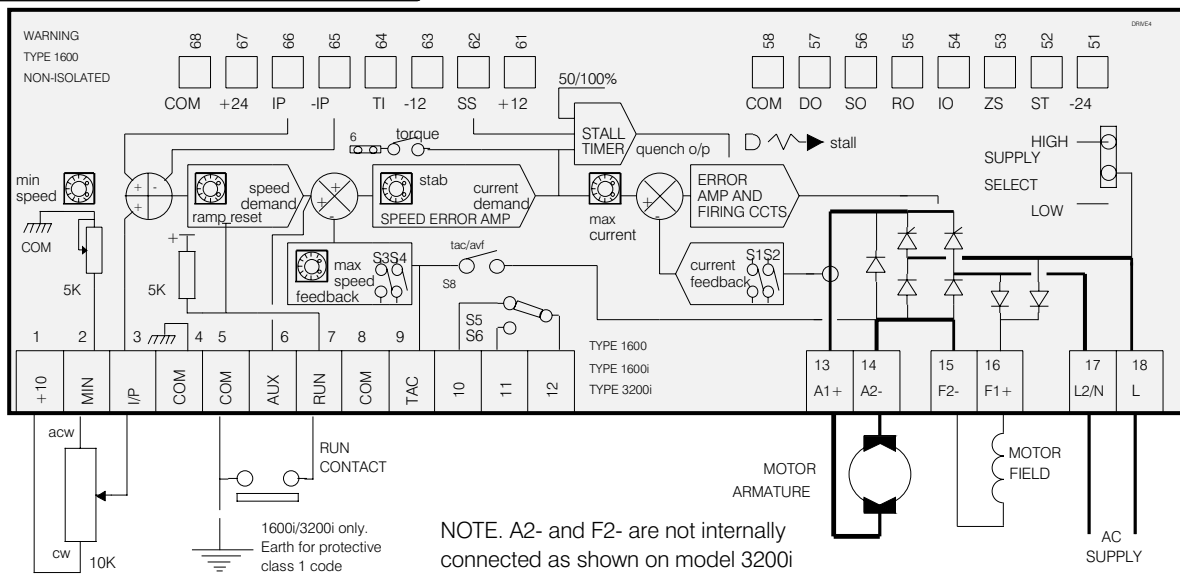 DRIVE4
WARNING
TYPE 1600
NON-ISOLATED
68 67 66 65 64 63 62 61
COM +24 IP -IP TI -12 SS +12
58 57 56 55 54 53 52 51
COM DO SO RO IO ZS ST -24
50/100%
STALL
TIMER
quench o/p
stall
HIGH
SUPPLY
SELECT
LOW
6
torque
min
speed
COM
5K
+ -
+
speed
demand
ramp reset
+
5K
+
-
stab
current
demand
SPEED ERROR AMP
max
current
+
-
ERROR
AMP AND
FIRING CCTS
max
speed
feedback
S3S4
tac/avf
S8
S1S2
current
feedback
S5
S6
TYPE 1600
TYPE 1600i
TYPE 3200i
1 2 3 4 5 6 7 8 9
+10 MIN I/P COM COM AUX RUN COM TAC 10 11 12
13 14 15 16 17 18
A1+ A2- F2- F1+ L2/N L
acw
cw
10K
RUN
CONTACT
1600i/3200i only.
Earth for protective
class 1 code
NOTE. A2- and F2- are not internally
connected as shown on model 3200i
MOTOR
ARMATURE
MOTOR
FIELD
AC
SUPPLY